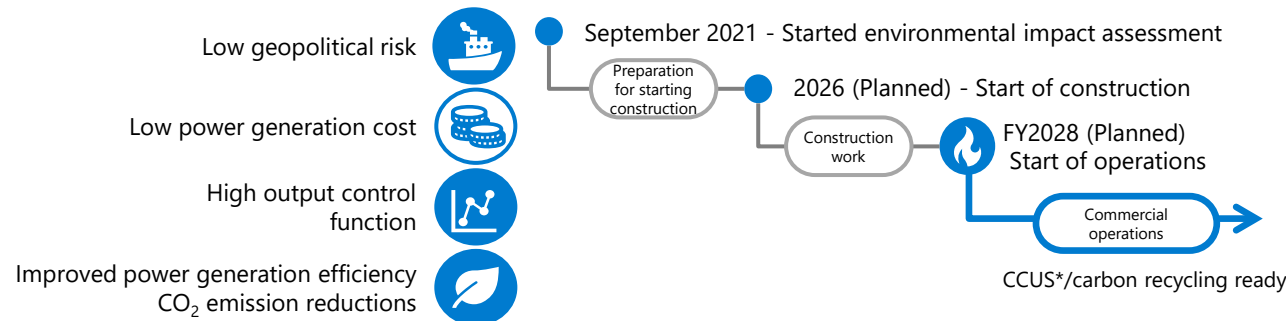 Low geopolitical risk
Low power generation cost
High output control
function
Improved power generation efficiency
CO₂ emission reductions
September 2021 - Started environmental impact assessment
Preparation
for starting
construction
2026 (Planned) - Start of construction
Construction
work
FY2028 (Planned)
Start of operations
Commercial
operations
CCUS*/carbon recycling ready